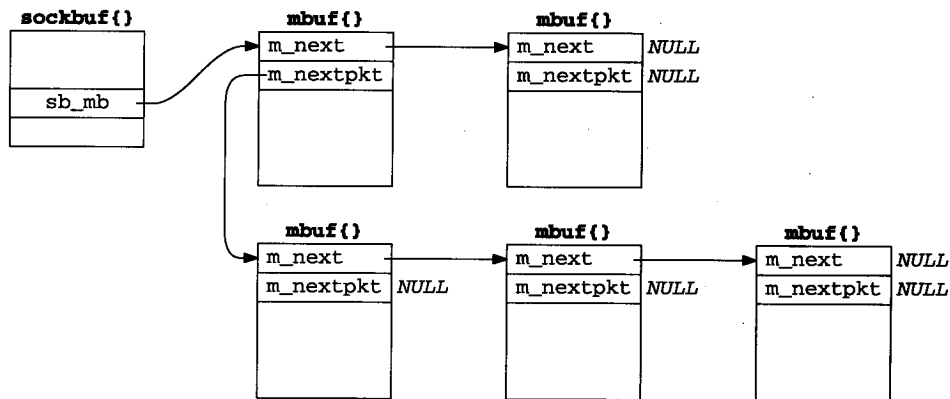 sockbuf{} mbuf{} mbuf{}
m_next m_next NULL
m_nextpkt m_nextpkt NULL
sb_mb
mbuf{} mbuf{} mbuf{}
m_next m_next m_next NULL
m_nextpkt NULL m_nextpkt NULL m_nextpkt NULL